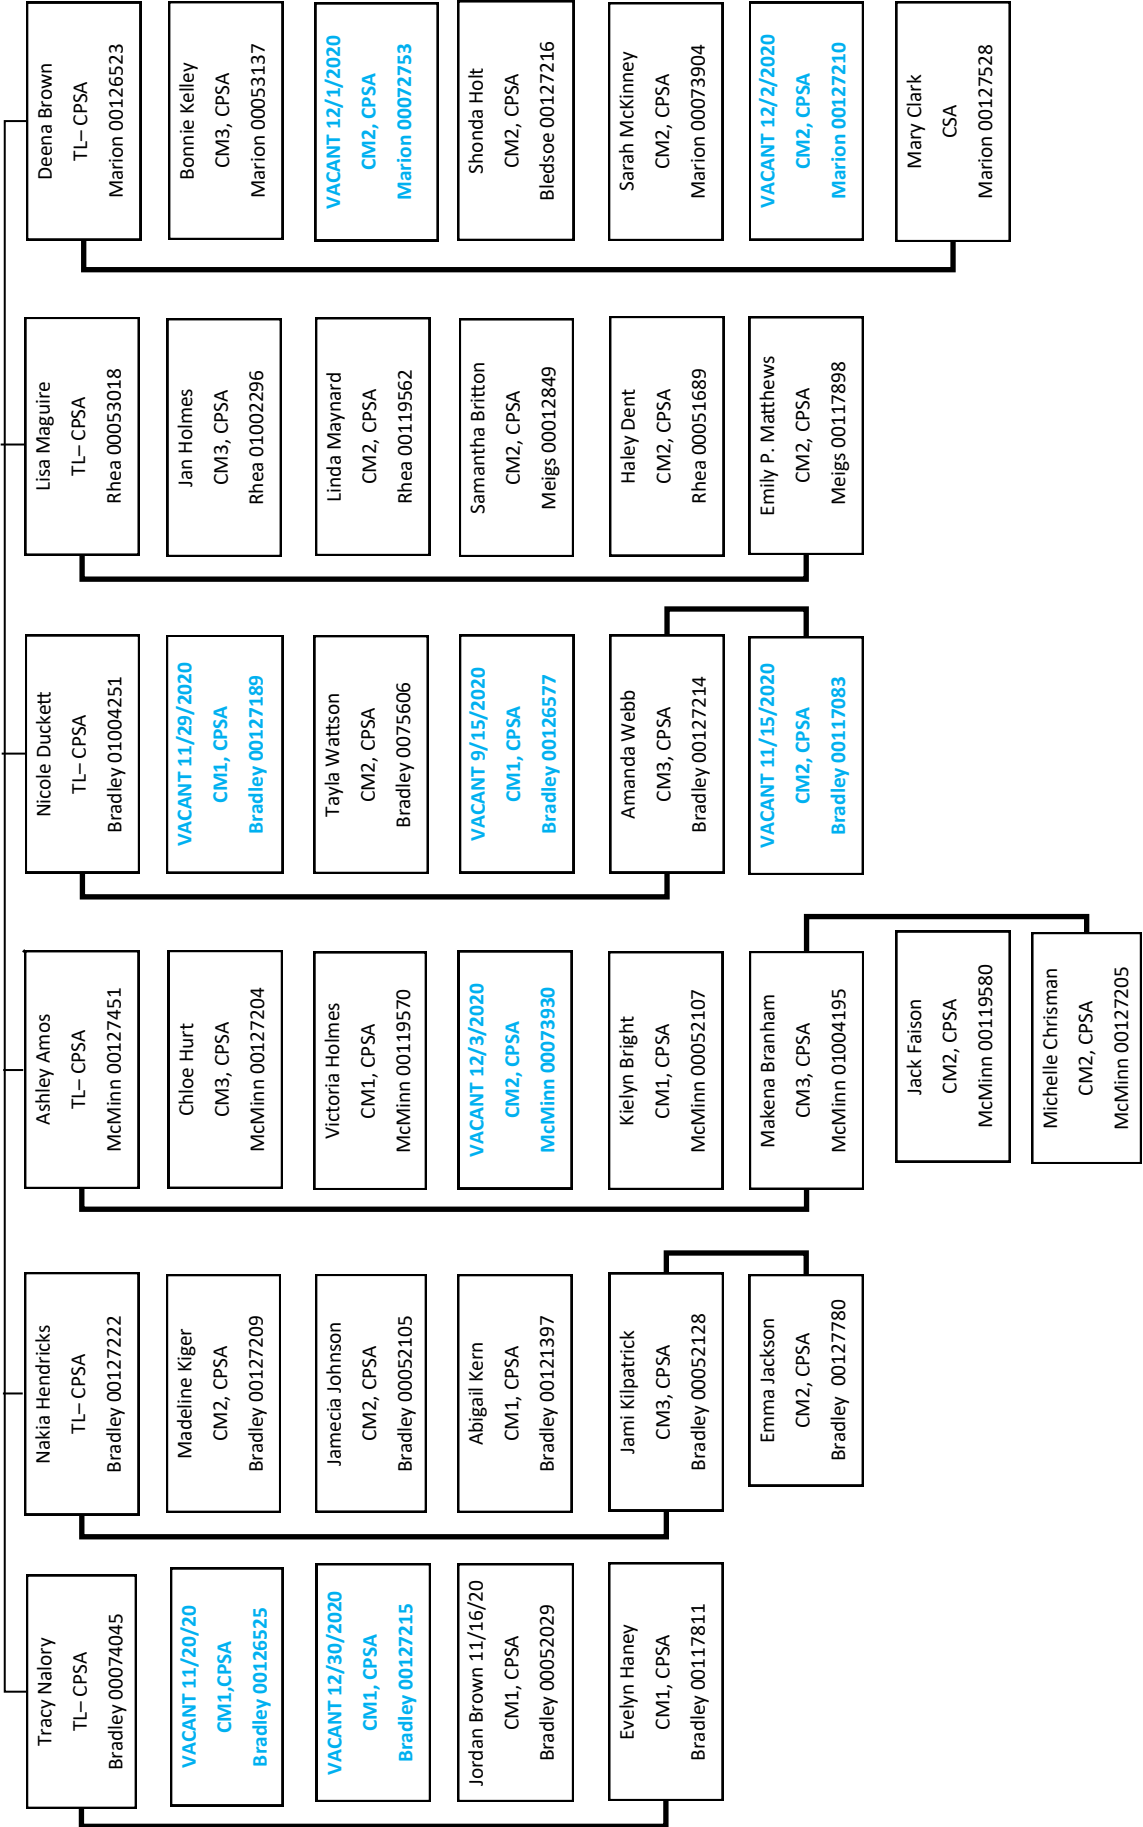 Tracy Nalory
TL– CPSA
Bradley 00074045
VACANT 11/20/20
CM1,CPSA
Bradley 00126525
VACANT 12/30/2020
CM1, CPSA
Bradley 00127215
Jordan Brown 11/16/20
CM1, CPSA
Bradley 00052029
Evelyn Haney
CM1, CPSA
Bradley 00117811
Nakia Hendricks
TL– CPSA
Bradley 00127222
Madeline Kiger
CM2, CPSA
Bradley 00127209
Jamecia Johnson
CM2, CPSA
Bradley 00052105
Abigail Kern
CM1, CPSA
Bradley 00121397
Jami Kilpatrick
CM3, CPSA
Bradley 00052128
Emma Jackson
CM2, CPSA
Bradley 00127780
Ashley Amos
TL– CPSA
McMinn 00127451
Chloe Hurt
CM3, CPSA
McMinn 00127204
Victoria Holmes
CM1, CPSA
McMinn 00119570
VACANT 12/3/2020
CM2, CPSA
McMinn 00073930
Kielyn Bright
CM1, CPSA
McMinn 00052107
Makena Branham
CM3, CPSA
McMinn 01004195
Jack Faison
CM2, CPSA
McMinn 00119580
Michelle Chrisman
CM2, CPSA
McMinn 00127205
Nicole Duckett
TL– CPSA
Bradley 01004251
VACANT 11/29/2020
CM1, CPSA
Bradley 00127189
Tayla Wattson
CM2, CPSA
Bradley 0075606
VACANT 9/15/2020
CM1, CPSA
Bradley 00126577
Amanda Webb
CM3, CPSA
Bradley 00127214
VACANT 11/15/2020
CM2, CPSA
Bradley 00117083
Lisa Maguire
TL– CPSA
Rhea 00053018
Jan Holmes
CM3, CPSA
Rhea 01002296
Linda Maynard
CM2, CPSA
Rhea 00119562
Samantha Britton
CM2, CPSA
Meigs 00012849
Haley Dent
CM2, CPSA
Rhea 00051689
Emily P. Matthews
CM2, CPSA
Meigs 00117898
Deena Brown
TL– CPSA
Marion 00126523
Bonnie Kelley
CM3, CPSA
Marion 00053137
VACANT 12/1/2020
CM2, CPSA
Marion 00072753
Shonda Holt
CM2, CPSA
Bledsoe 00127216
Sarah McKinney
CM2, CPSA
Marion 00073904
VACANT 12/2/2020
CM2, CPSA
Marion 00127210
Mary Clark
CSA
Marion 00127528